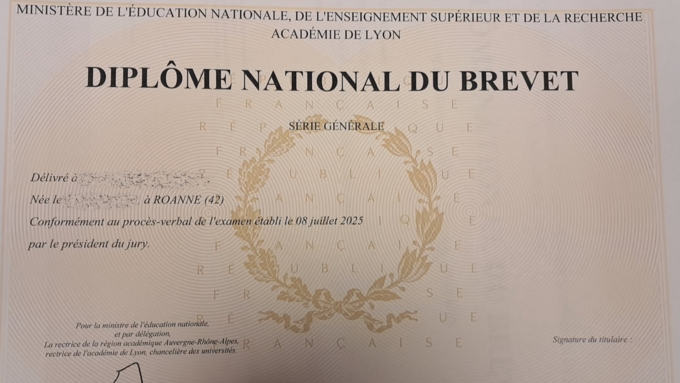 MINISTÈRE DE L'ÉDUCATION NATIONALE, DE L'ENSEIGNEMENT SUPÉRIEUR ET DE LA RECHERCHE
ACADÉMIE DE LYON
DIPLÔME NATIONAL DU BREVET
SÉRIE GÉNÉRALE
Délivré à
Née le à ROANNE (42)
Conformément au procès-verbal de l'examen établi le 08 juillet 2025
par le président du jury.
Pour la ministre de l'éducation nationale,
et par délégation,
La rectrice de la région académique Auvergne-Rhône-Alpes,
rectrice de l'académie de Lyon, chancelière des universités.
Signature du titulaire :
RÉPUBLIQUE
FRANÇAISE